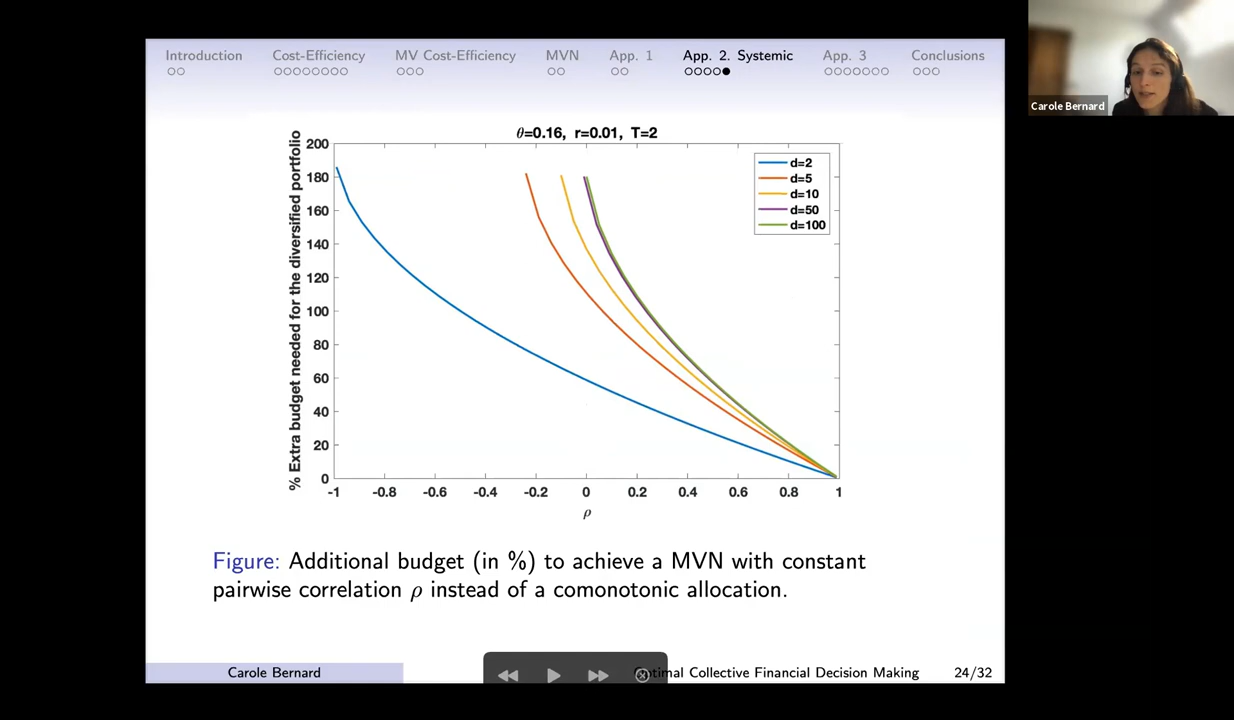 Introduction Cost-Efficiency MV Cost-Efficiency MVN App. 1 App. 2. Systemic App. 3 Conclusions
Carole Bernard
θ=0.16, r=0.01, T=2
% Extra budget needed for the diversified portfolio
200
180
160
140
120
100
80
60
40
20
0
d=2
d=5
d=10
d=50
d=100
-1 -0.8 -0.6 -0.4 -0.2 0 0.2 0.4 0.6 0.8 1
ρ
Figure: Additional budget (in %) to achieve a MVN with constant
pairwise correlation ρ instead of a comonotonic allocation.
Carole Bernard Collective Financial Decision Making 24/32